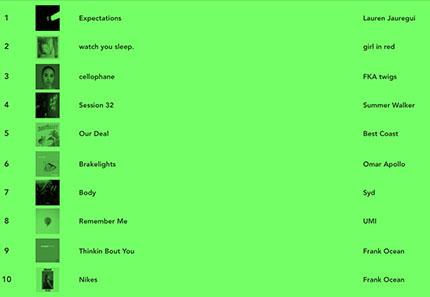 1 Expectations Lauren Jauregui
2 watch you sleep. girl in red
3 cellophane FKA twigs
4 Session 32 Summer Walker
5 Our Deal Best Coast
6 Brakelights Omar Apollo
7 Body Syd
8 Remember Me UMI
9 Thinkin Bout You Frank Ocean
10 Nikes Frank Ocean